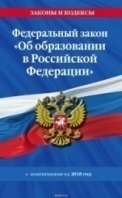 ЗАКОНЫ И КОДЕКСЫ
Федеральный закон
«Об образовании
в Российской
Федерации»
с изменениями на 2018 год